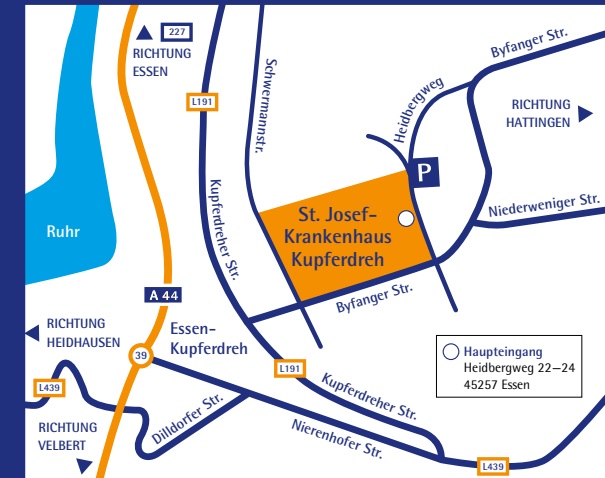 227
RICHTUNG
ESSEN
L191
Schwermannstr.
Heidbergweg
Byfanger Str.
RICHTUNG
HATTINGEN
P
Kupferdreher Str.
St. Josef-
Krankenhaus
Kupferdreh
Niederweniger Str.
Ruhr
A 44
Byfanger Str.
RICHTUNG
HEIDHAUSEN
Essen-
Kupferdreh
39
L191
Haupteingang
Heidbergweg 22–24
45257 Essen
L439
Kupferdreher Str.
Dilldorfer Str.
Nierenhofer Str.
RICHTUNG
VELBERT
L439